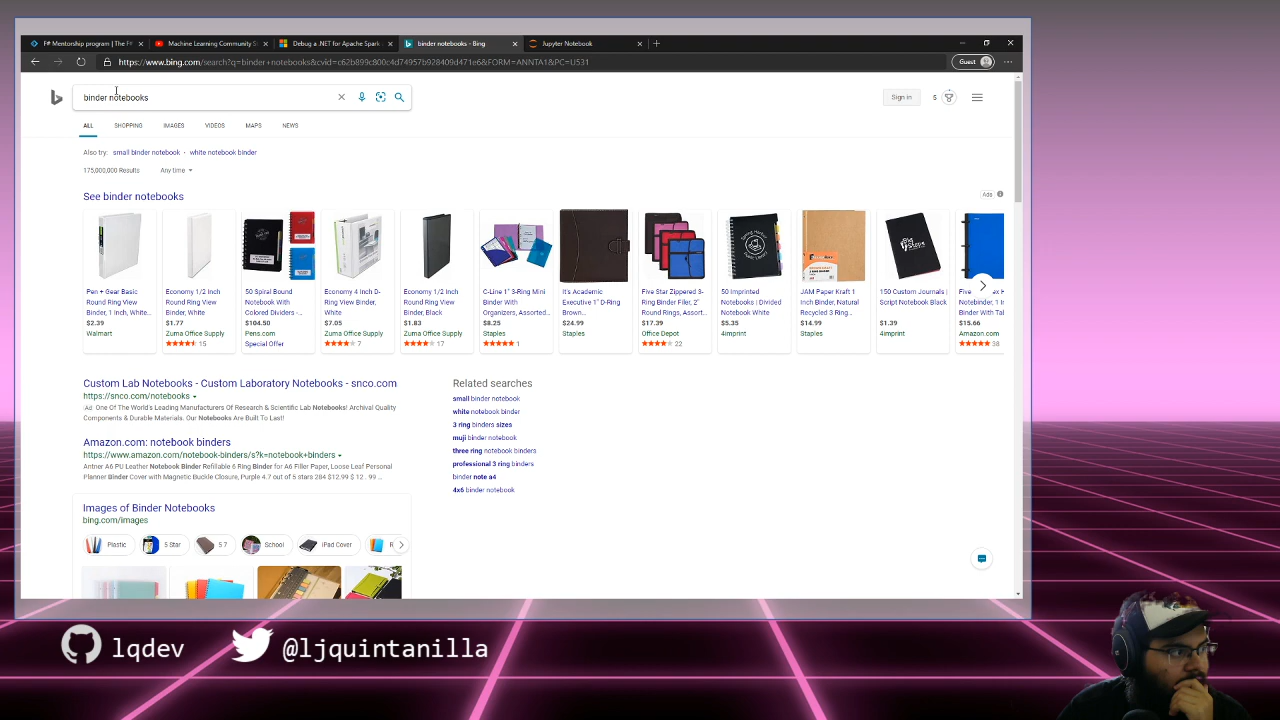 F# Mentorship program | The F#
Machine Learning Community S
Debug a .NET for Apache Spark
binder notebooks - Bing
Jupyter Notebook
https://www.bing.com/search?q=binder+notebooks&cvid=c62b899c800c4d74957b928409d471e6&FORM=ANNTA1&PC=U531
Guest
binder notebooks
Sign in
5
ALL
SHOPPING
IMAGES
VIDEOS
MAPS
NEWS
Also try: small binder notebook · white notebook binder
175,000,000 Results
Any time
See binder notebooks
Ads
Pen + Gear Basic
Round Ring View
Binder, 1 Inch, White...
$2.39
Walmart
Economy 1/2 Inch
Round Ring View
Binder, White
$1.77
Zuma Office Supply
15
50 Spiral Bound
Notebook With
Colored Dividers -...
$104.50
Pens.com
Special Offer
Economy 4 Inch D-
Ring View Binder,
White
$7.05
Zuma Office Supply
7
Economy 1/2 Inch
Round Ring View
Binder, Black
$1.83
Zuma Office Supply
17
C-Line 1" 3-Ring Mini
Binder With
Organizers, Assorted...
$8.25
Staples
1
It's Academic
Executive 1" D-Ring
Brown...
$24.99
Staples
Five Star Zippered 3-
Ring Binder Filer, 2"
Round Rings, Assort...
$17.39
Office Depot
22
50 Imprinted
Notebooks | Divided
Notebook White
$5.35
4imprint
JAM Paper Kraft 1
Inch Binder, Natural
Recycled 3 Ring...
$14.99
Staples
150 Custom Journals |
Script Notebook Black
$1.39
4imprint
Five
Notebinder, 1 In
Binder With Tab
$15.66
Amazon.com
38
Custom Lab Notebooks - Custom Laboratory Notebooks - snco.com
https://snco.com/notebooks
Ad One Of The World's Leading Manufacturers Of Research & Scientific Lab Notebooks! Archival Quality
Components & Durable Materials. Our Notebooks Are Built To Last!
Amazon.com: notebook binders
https://www.amazon.com/notebook-binders/s?k=notebook+binders
Antner A6 PU Leather Notebook Binder Refillable 6 Ring Binder for A6 Filler Paper, Loose Leaf Personal
Planner Binder Cover with Magnetic Buckle Closure, Purple 4.7 out of 5 stars 284 $12.99 $ 12 . 99 ...
Images of Binder Notebooks
bing.com/images
Plastic
5 Star
5 7
School
iPad Cover
Related searches
small binder notebook
white notebook binder
3 ring binders sizes
muji binder notebook
three ring notebook binders
professional 3 ring binders
binder note a4
4x6 binder notebook
lqdev
@ljquintanilla